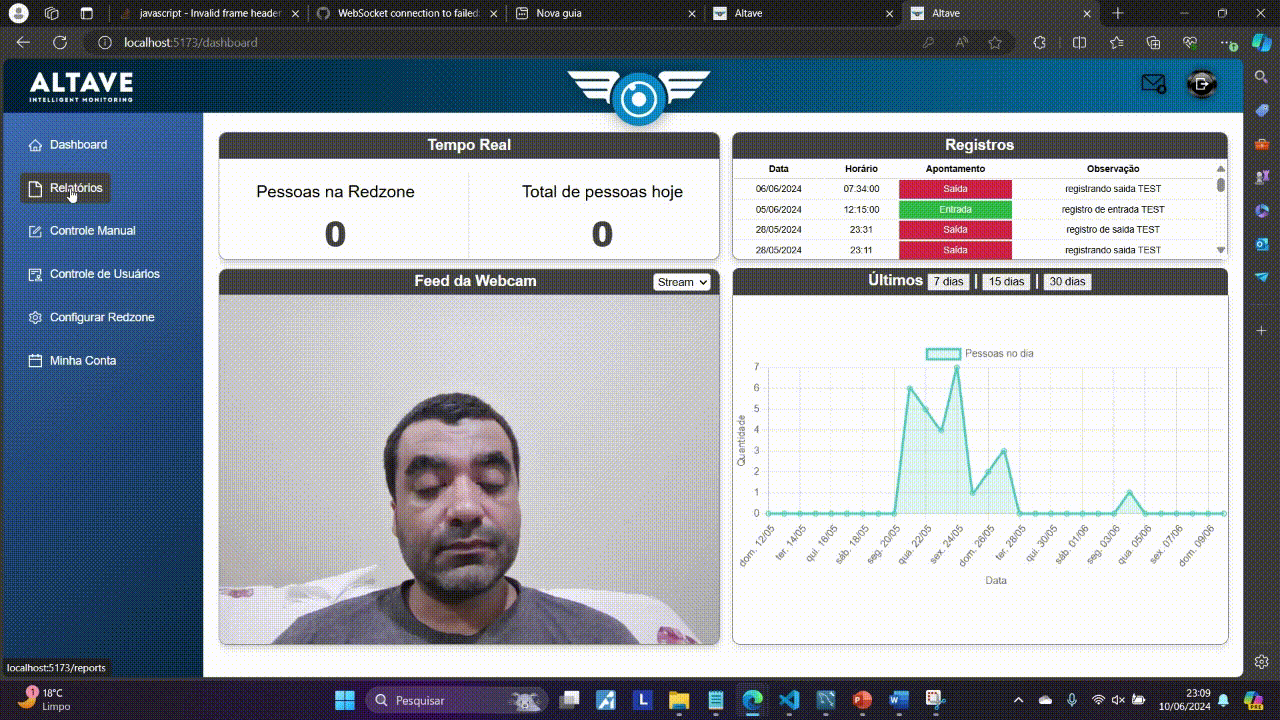 javascript - Invalid frame header
WebSocket connection to failed:
Nova guia
Altave
Altave
localhost:5173/dashboard
ALTAVE
INTELLIGENT MONITORING
Dashboard
Relatórios
Controle Manual
Controle de Usuários
Configurar Redzone
Minha Conta
Tempo Real
Pessoas na Redzone
Total de pessoas hoje
0
0
Registros
Data Horário Apontamento Observação
06/06/2024 07:34:00 Saída registrando saida TEST
05/06/2024 12:15:00 Entrada registro de entrada TEST
28/05/2024 23:31 Saída registro de saida TEST
28/05/2024 23:11 Saída registrando saida TEST
Feed da Webcam
Stream
Últimos 7 dias | 15 dias | 30 dias
Pessoas no dia
Quantidade
7
6
5
4
3
2
1
0
dom. 12/05
ter. 14/05
qui. 16/05
sáb. 18/05
seg. 20/05
qua. 22/05
sex. 24/05
dom. 26/05
ter. 28/05
qui. 30/05
sáb. 01/06
seg. 03/06
qua. 05/06
sex. 07/06
dom. 09/06
Data
localhost:5173/reports
1
18°C
Limpo
Pesquisar
23:09
10/06/2024